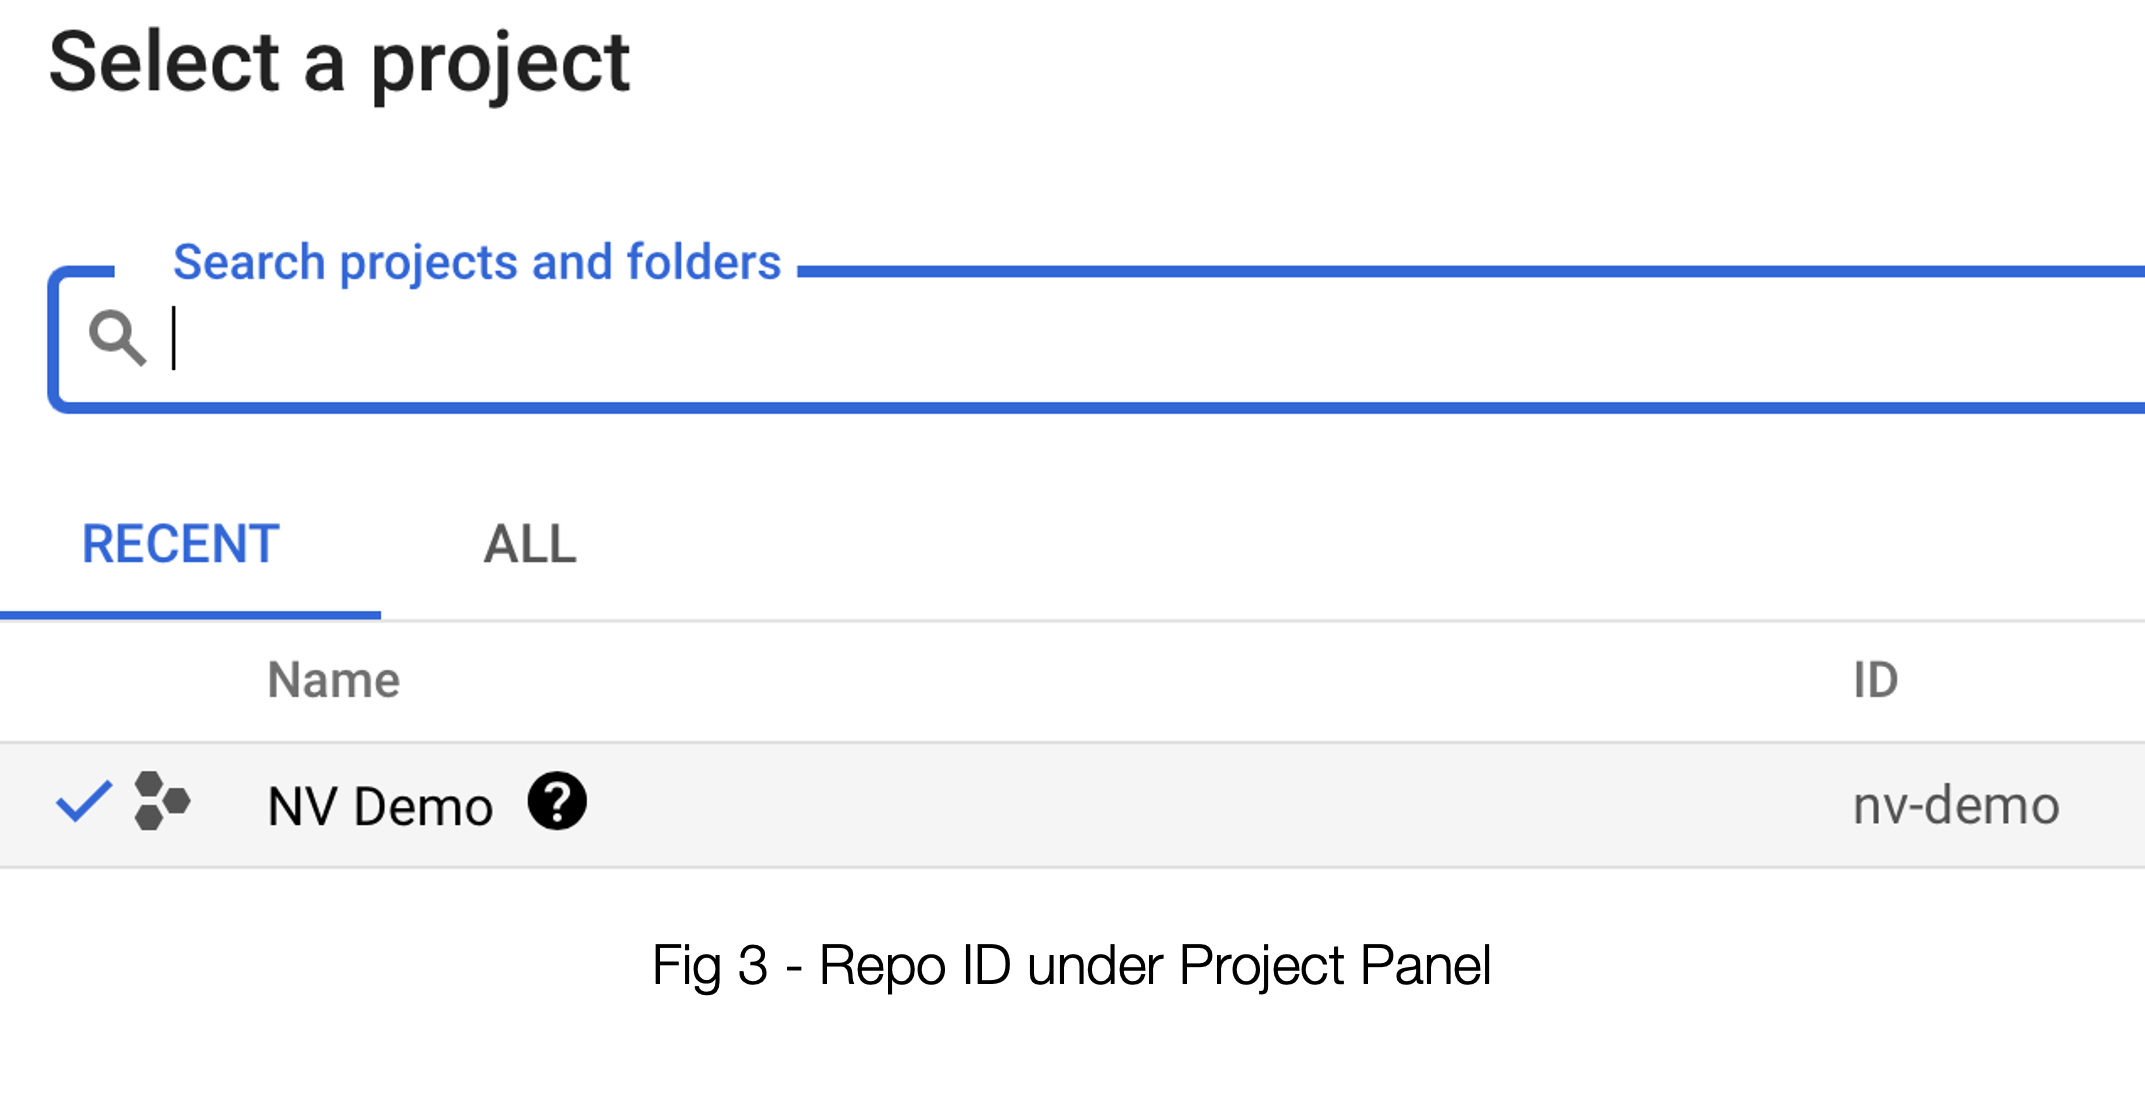 Select a project
Search projects and folders
RECENT ALL
Name ID
NV Demo nv-demo
Fig 3 - Repo ID under Project Panel